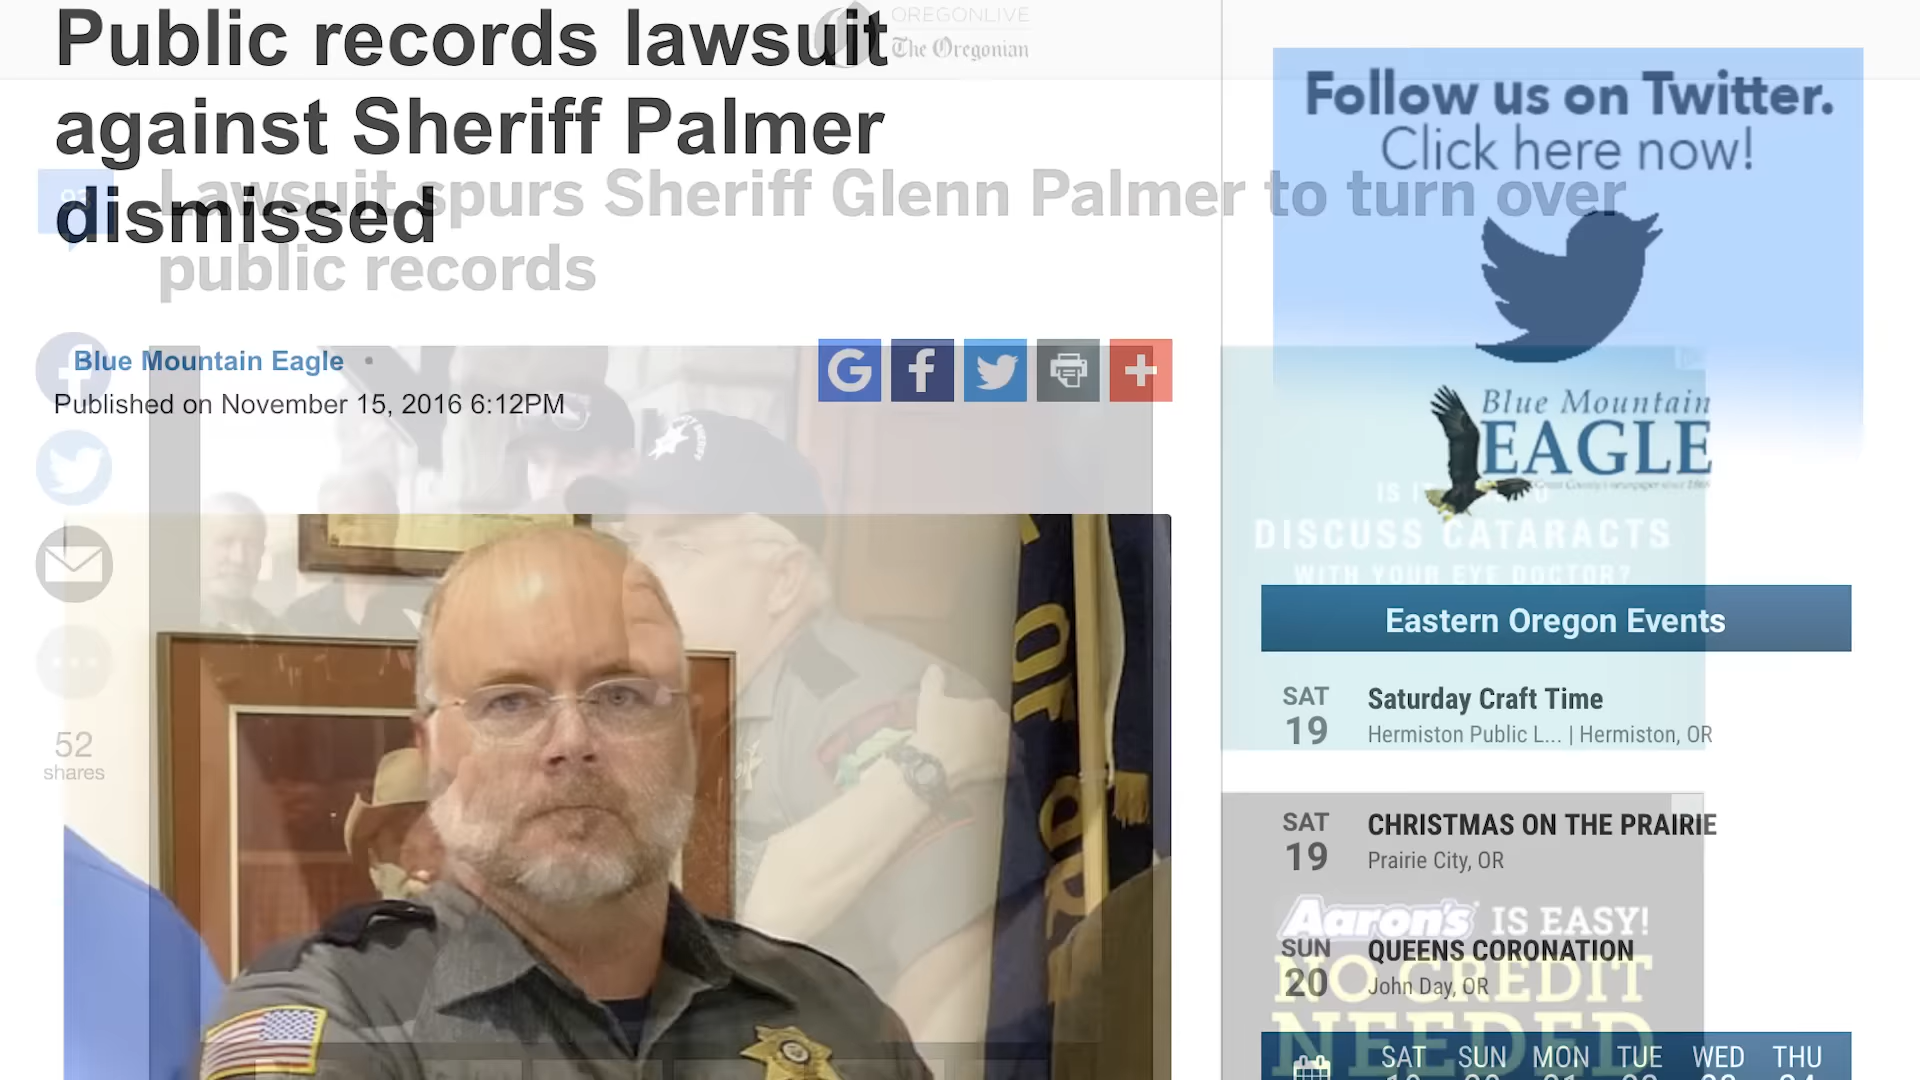 Public records lawsuit
against Sheriff Palmer
dismissed
OREGONLIVE
The Oregonian
Lawsuit spurs Sheriff Glenn Palmer to turn over
public records
Blue Mountain Eagle •
Published on November 15, 2016 6:12PM
52
shares
Follow us on Twitter.
Click here now!
Blue Mountain
EAGLE
DISCUSS CATARACTS
WITH YOUR EYE DOCTOR?
Eastern Oregon Events
SAT
19
Saturday Craft Time
Hermiston Public L... | Hermiston, OR
SAT
19
CHRISTMAS ON THE PRAIRIE
Prairie City, OR
Aaron's IS EASY!
SUN
20
QUEENS CORONATION
John Day, OR
NO CREDIT
NEEDED
SAT SUN MON TUE WED THU